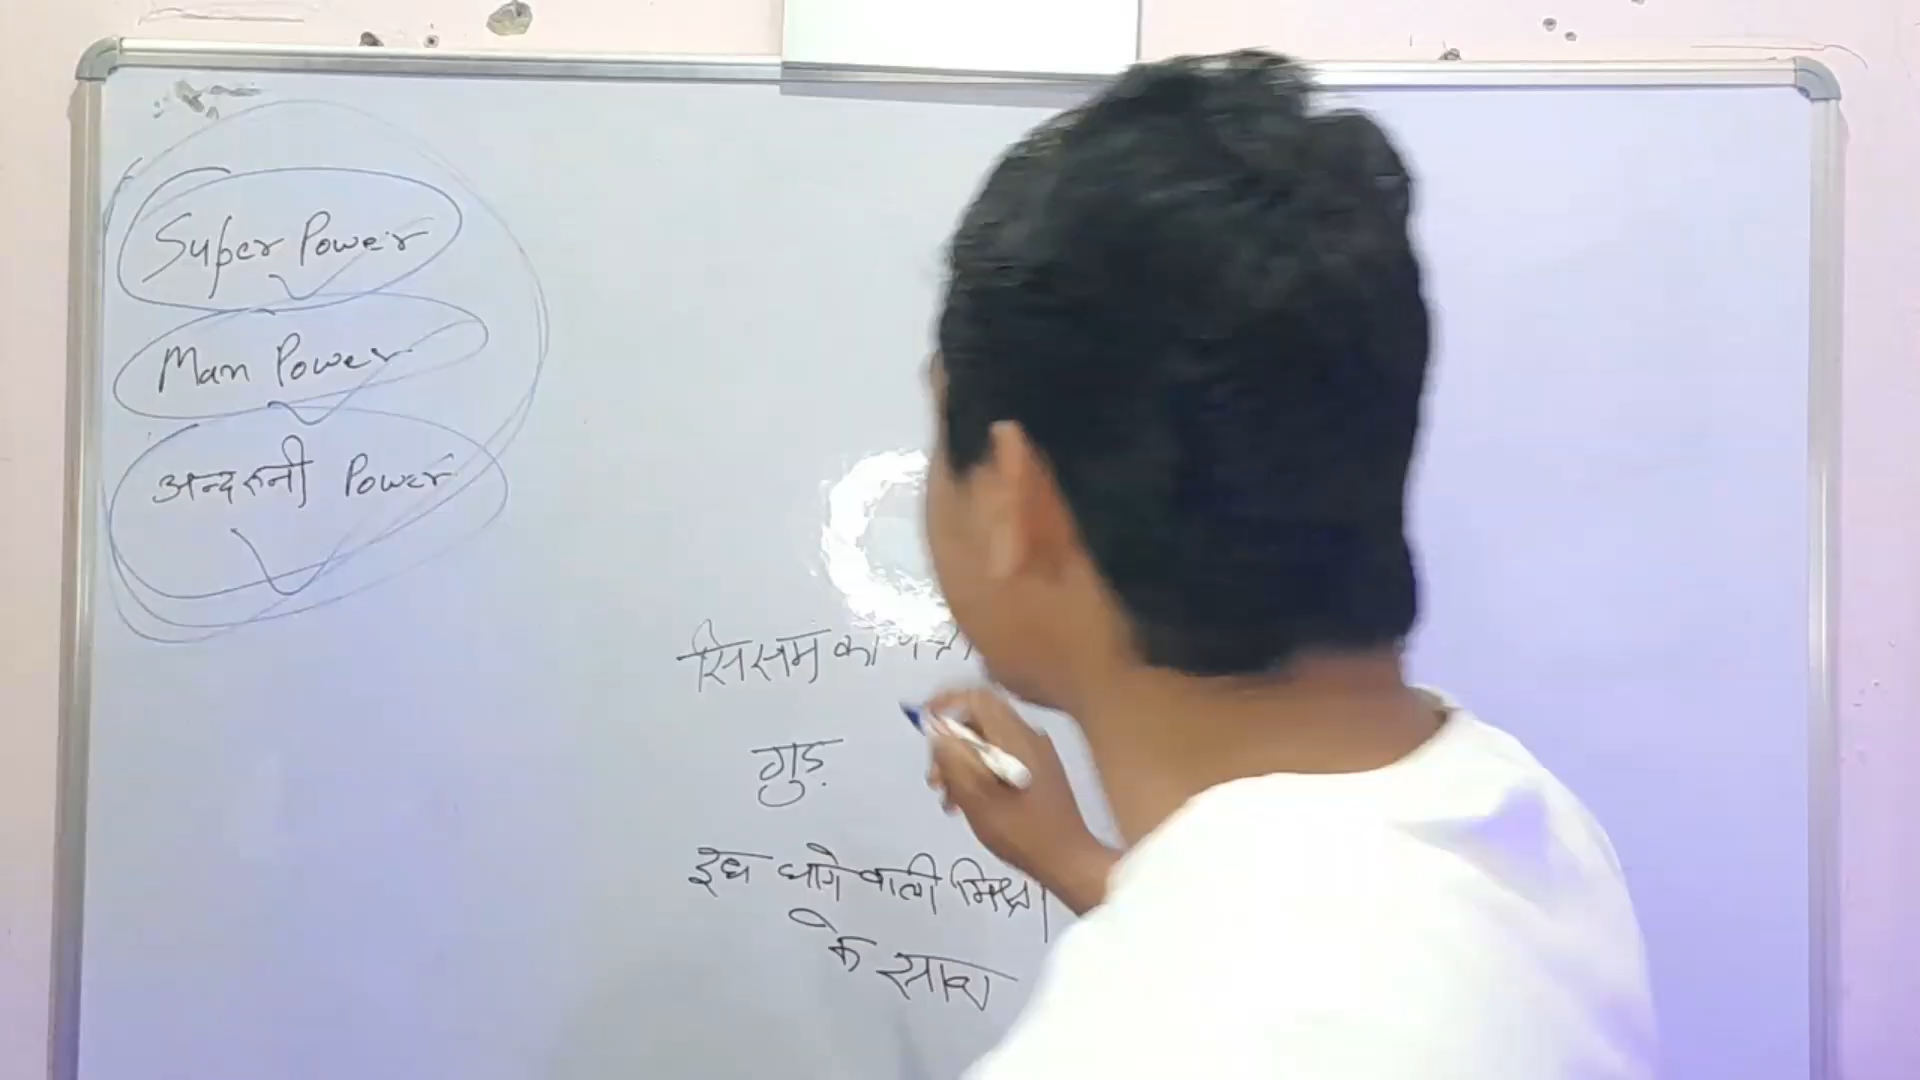 Super Power
Man Power
अन्दरुनी Power
सिसम का
गुड़
इध धागे वाली मिश्री
के साथ